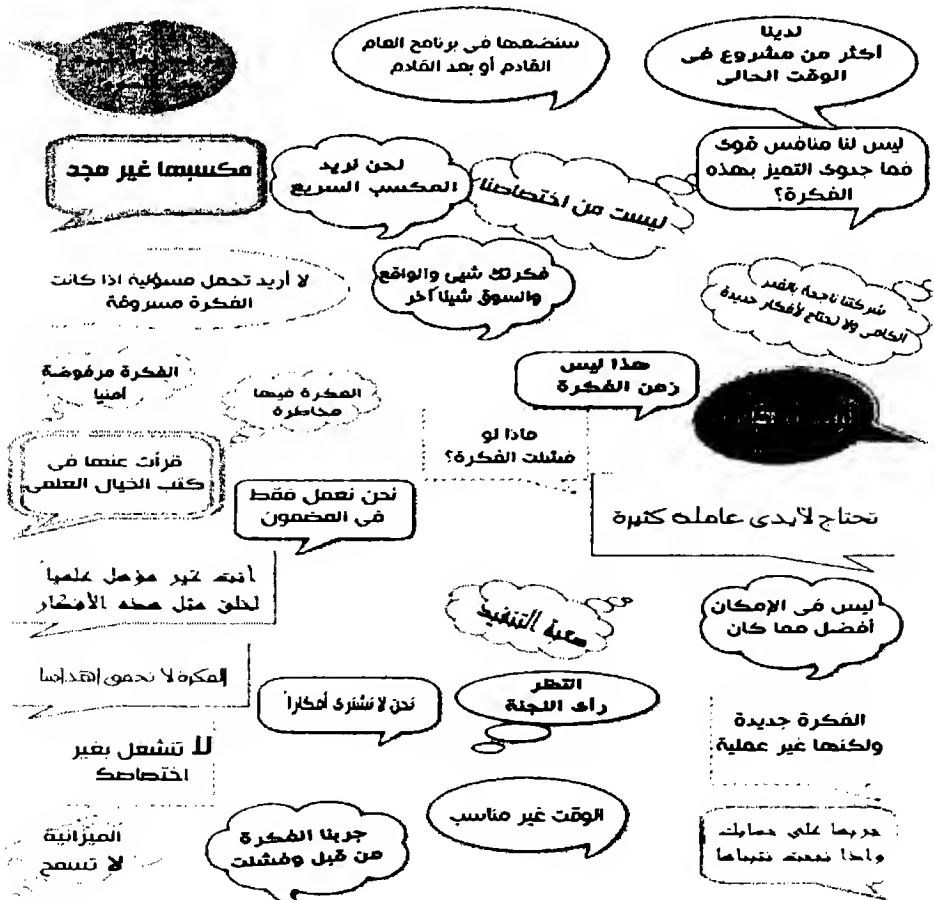 لدينا
أكثر من مشروع فى
الوقت الحالى
سنضعها فى برنامج العام
القادم أو بعد القادم
ليس لنا منافس قوى
فما جدوى التميز بهذه
الفكرة؟
ليست من اختصاصنا
نحن نريد
المكسب السريع
مكسبها غير مجد
شركتنا ناجحة بالقدر
الكافى ولا تحتاج لأفكار جديدة
فكرتك شيى والواقع
والسوق شيئا آخر
لا أريد تحمل مسؤلية اذا كانت
الفكرة مسروقة
هذا ليس
زمن الفكرة
الفكرة فيها
مخاطرة
الفكرة مرفوضة
أمنيا
ماذا لو
فشلت الفكرة؟
قرأت عنها فى
كتب الخيال العلمى
نحن نعمل فقط
فى المضمون
تحتاج لأيدى عاملة كثيرة
أنت غير مؤهل علمياً
لخلق مثل هذه الأفكار
ليس فى الإمكان
أفضل مما كان
صعبة التنفيذ
الفكرة لا تحقق أهدافنا
انتظر
رأى اللجنة
نحن لا نشترى أفكاراً
الفكرة جديدة
ولكنها غير عملية
لا تنشغل بغير
اختصاصك
الوقت غير مناسب
جربها على حسابك
واذا نجحت نتبناها
جربنا الفكرة
من قبل وفشلت
الميزانية
لا تسمح